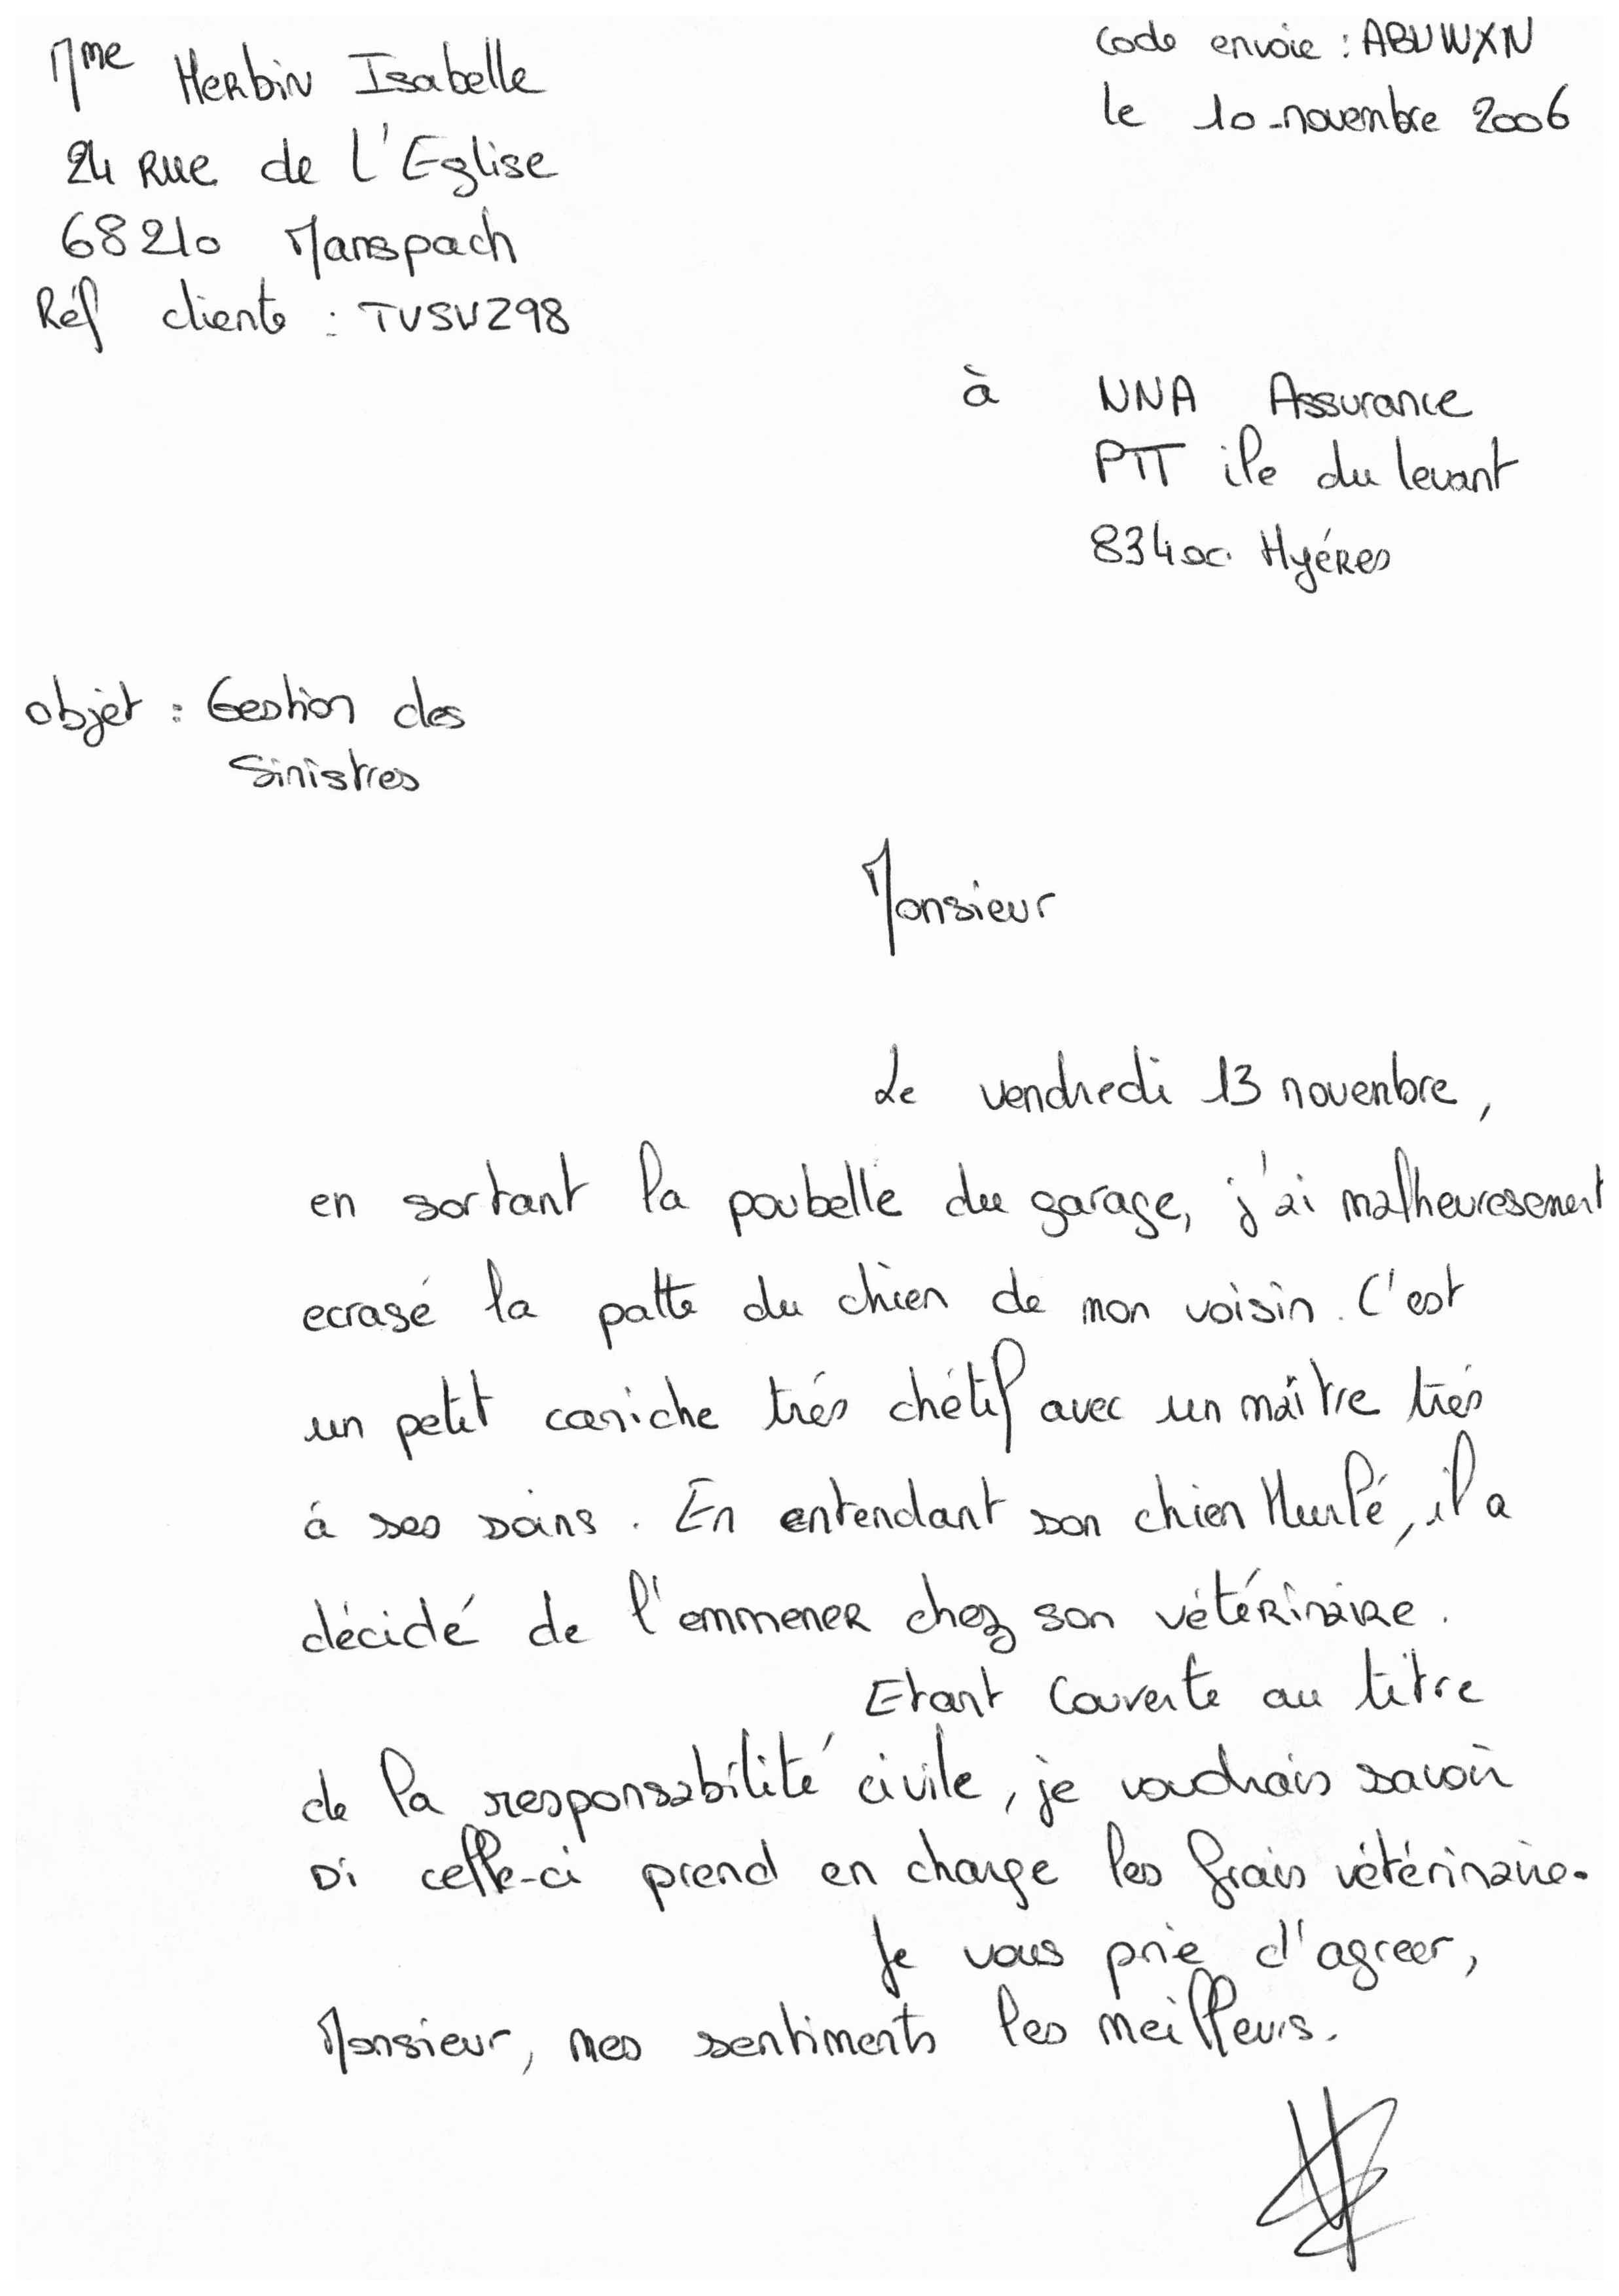 Mme Herbin Isabelle
24 Rue de l'Eglise
68210 Manspach
Réf cliente : TVSVZ98
Code envoie : ABUWXN
le 10 novembre 2006
à NNA Assurance
PTT ile du levant
83400 Hyéres
objet : Gestion des
Sinistres
Monsieur
Le vendredi 13 novembre,
en sortant la poubelle du garage, j'ai malheuresement
ecrasé la patte du chien de mon voisin. C'est
un petit caniche trés chétif avec un maître trés
à ses soins. En entendant son chien Hurlé, il a
décidé de l'emmener chez son vétérinaire.
Etant Couverte au titre
de la responsabilité civile, je voudrais savoir
si celle-ci prend en charge les frais vétérinaire.
Je vous prie d'agreer,
Monsieur, mes sentiments les meilleurs.